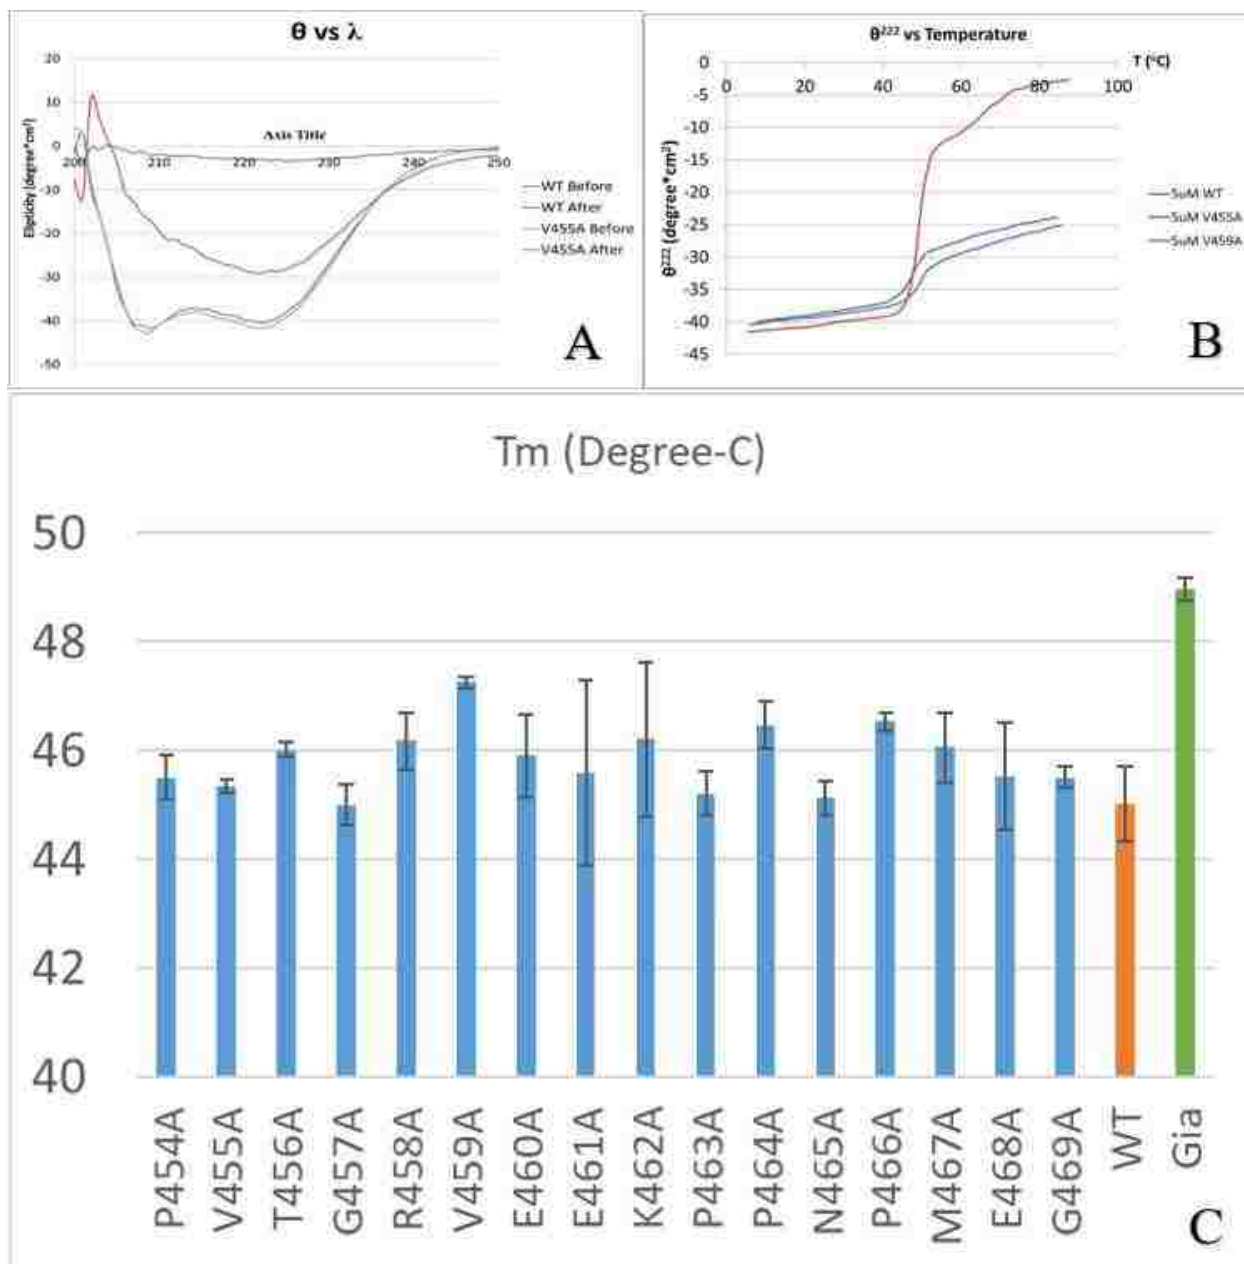 θ vs λ
20
10
0
-10
-20
-30
-40
-50
Elipticity (degree*cm²)
Axis Title
200 210 220 230 240 250
WT Before
WT After
V455A Before
V455A After
A
θ²²² vs Temperature
T (°C)
0
-5
-10
-15
-20
-25
-30
-35
-40
-45
θ²²² (degree*cm²)
0 20 40 60 80 100
5uM WT
5uM V455A
5uM V459A
B
Tm (Degree-C)
50
48
46
44
42
40
P454A V455A T456A G457A R458A V459A E460A E461A K462A P463A P464A N465A P466A M467A E468A G469A WT Gia
C